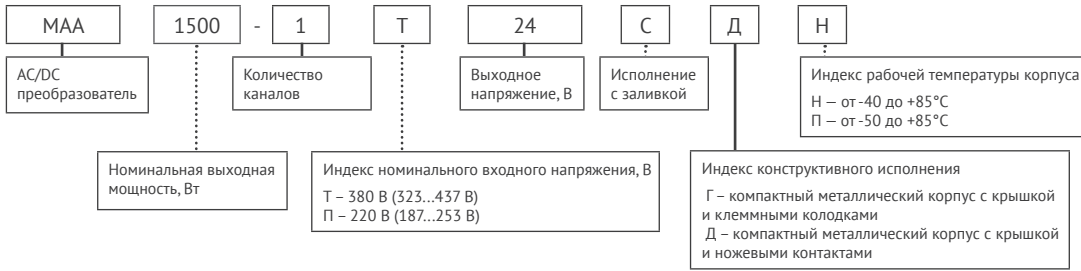 МАА 1500 - 1 Т 24 С Д Н
AC/DC
преобразователь
Количество
каналов
Выходное
напряжение, В
Исполнение
с заливкой
Индекс рабочей температуры корпуса
Н — от -40 до +85°С
П — от -50 до +85°С
Номинальная выходная
мощность, Вт
Индекс номинального входного напряжения, В
Т – 380 В (323...437 В)
П – 220 В (187...253 В)
Индекс конструктивного исполнения
Г – компактный металлический корпус с крышкой
и клеммными колодками
Д – компактный металлический корпус с крышкой
и ножевыми контактами